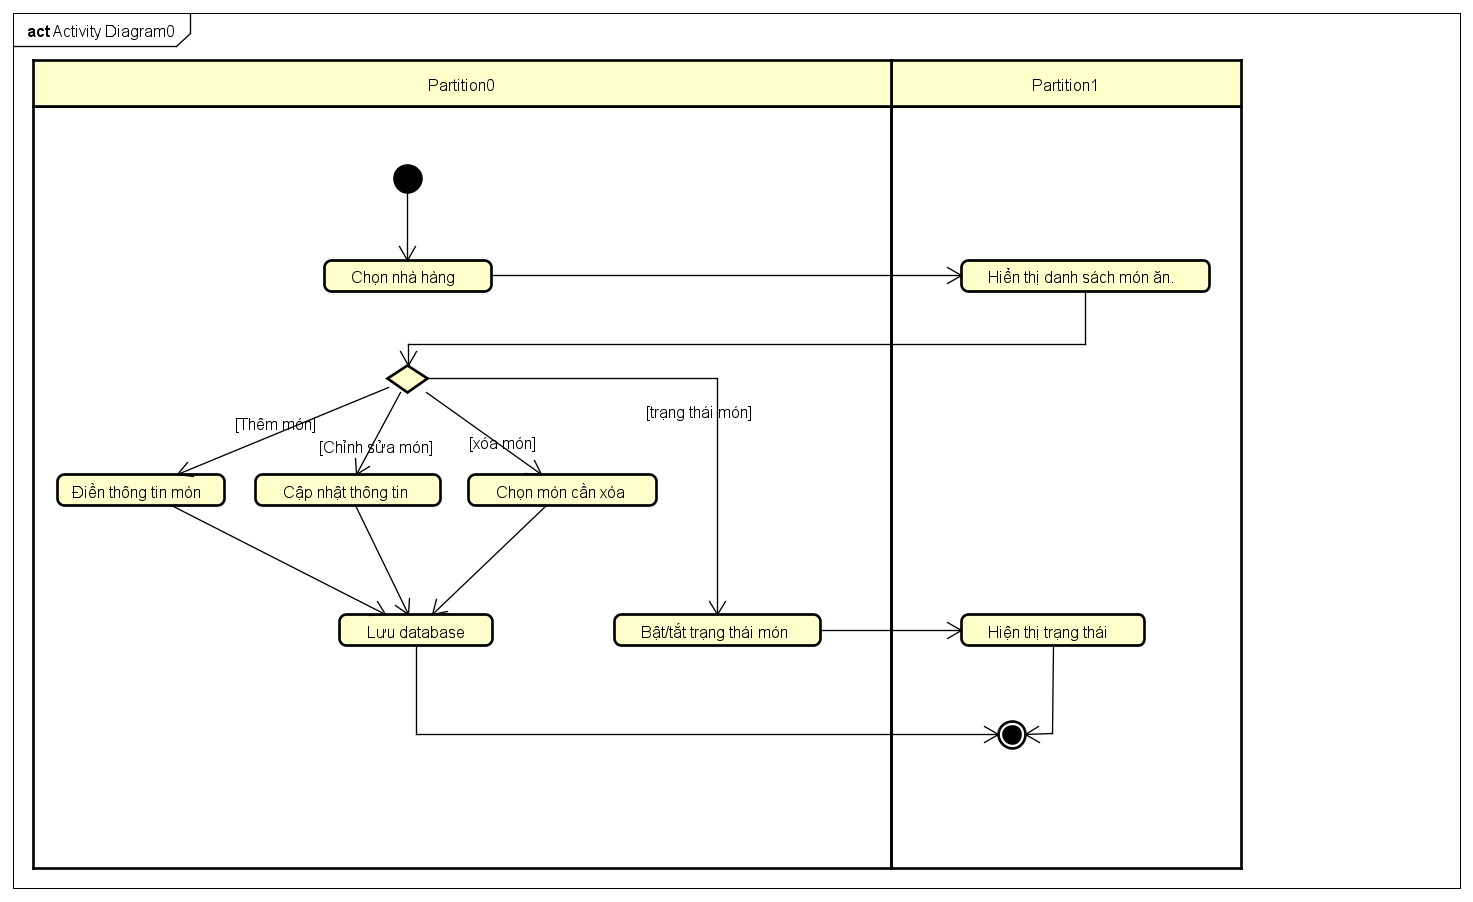 act Activity Diagram0
Partition0
Partition1
Chọn nhà hàng
Hiển thị danh sách món ăn.
[Thêm món]
[Chỉnh sửa món]
[xóa món]
[trạng thái món]
Điền thông tin món
Cập nhật thông tin
Chọn món cần xóa
Lưu database
Bật/tắt trạng thái món
Hiện thị trạng thái